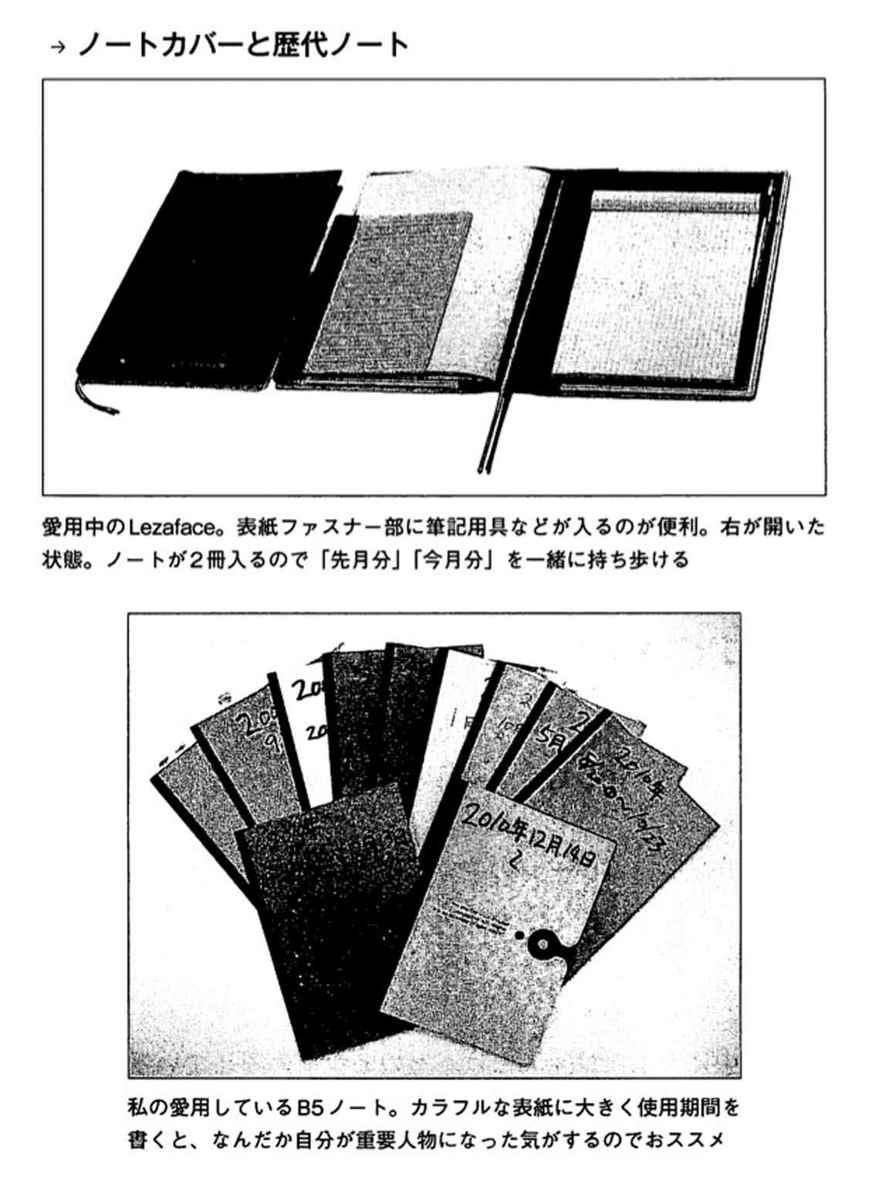 → ノートカバーと歴代ノート
愛用中のLezaface。表紙ファスナー部に筆記用具などが入るのが便利。右が開いた
状態。ノートが2冊入るので「先月分」「今月分」を一緒に持ち歩ける
2010年
2010年12月14日
2
5月
私の愛用しているB5ノート。カラフルな表紙に大きく使用期間を
書くと、なんだか自分が重要人物になった気がするのでおススメ